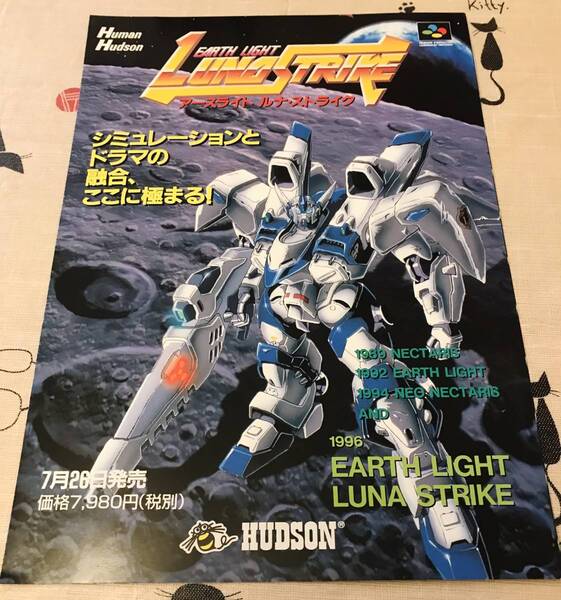 Kitty.
Human
Hudson
EARTH LIGHT
LUNA STRIKE
アースライト ルナ・ストライク
シミュレーションと
ドラマの
融合、
ここに極まる!
1989 NECTARIS
1992 EARTH LIGHT
1994 NEO NECTARIS
AND
1996
EARTH LIGHT
LUNA STRIKE
7月26日発売
価格7,980円(税別)
HUDSON®